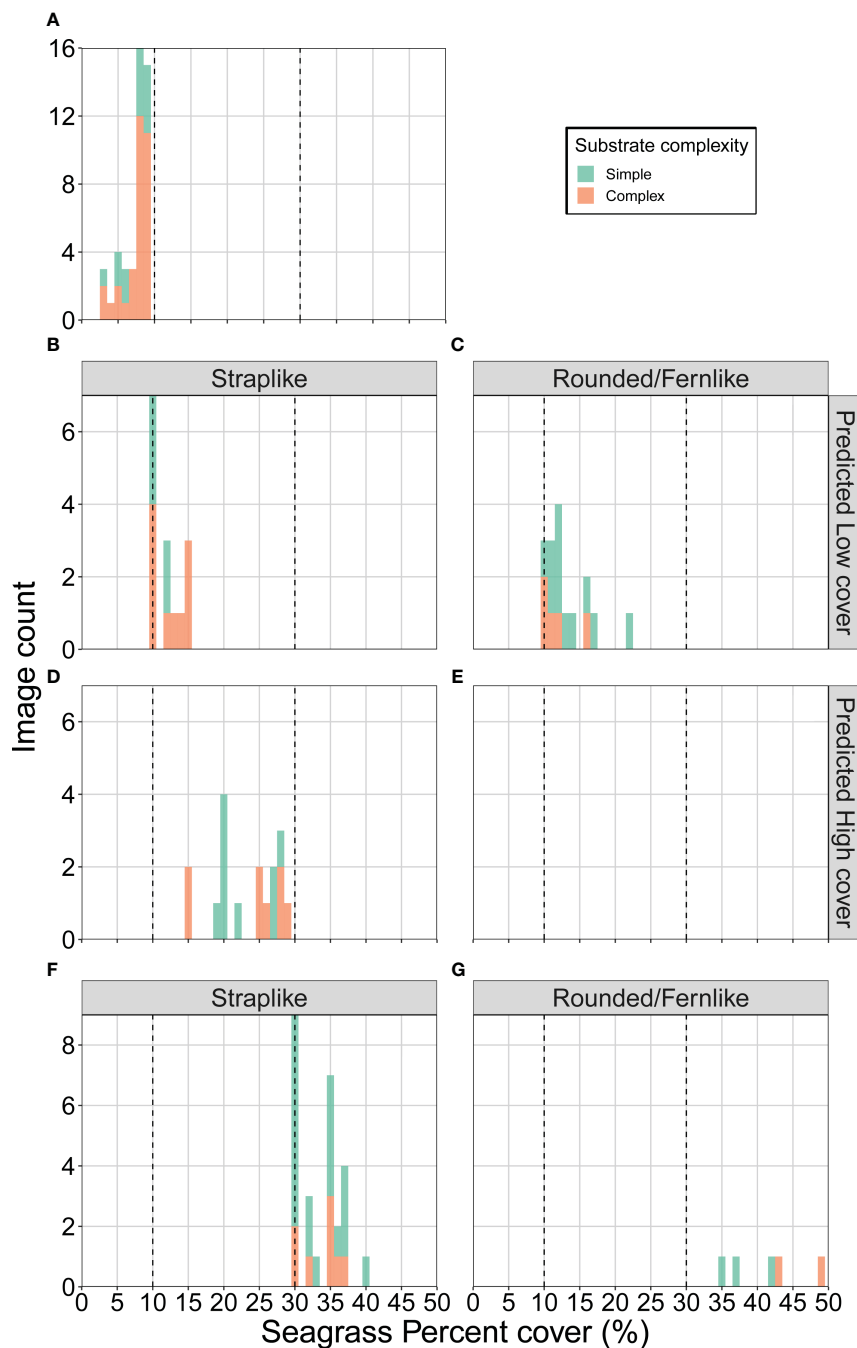 A
16
12
8
4
0
Substrate complexity
Simple
Complex
B
C
Straplike
Rounded/Fernlike
6
4
2
0
Predicted Low cover
D
E
6
4
2
0
Predicted High cover
Image count
F
G
Straplike
Rounded/Fernlike
8
6
4
2
0
0 5 10 15 20 25 30 35 40 45 50
0 5 10 15 20 25 30 35 40 45 50
Seagrass Percent cover (%)